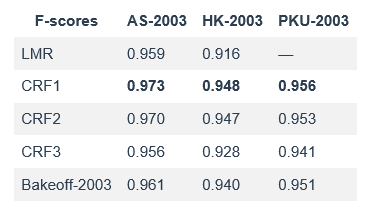 F-scores AS-2003 HK-2003 PKU-2003
LMR 0.959 0.916 —
CRF1 0.973 0.948 0.956
CRF2 0.970 0.947 0.953
CRF3 0.956 0.928 0.941
Bakeoff-2003 0.961 0.940 0.951